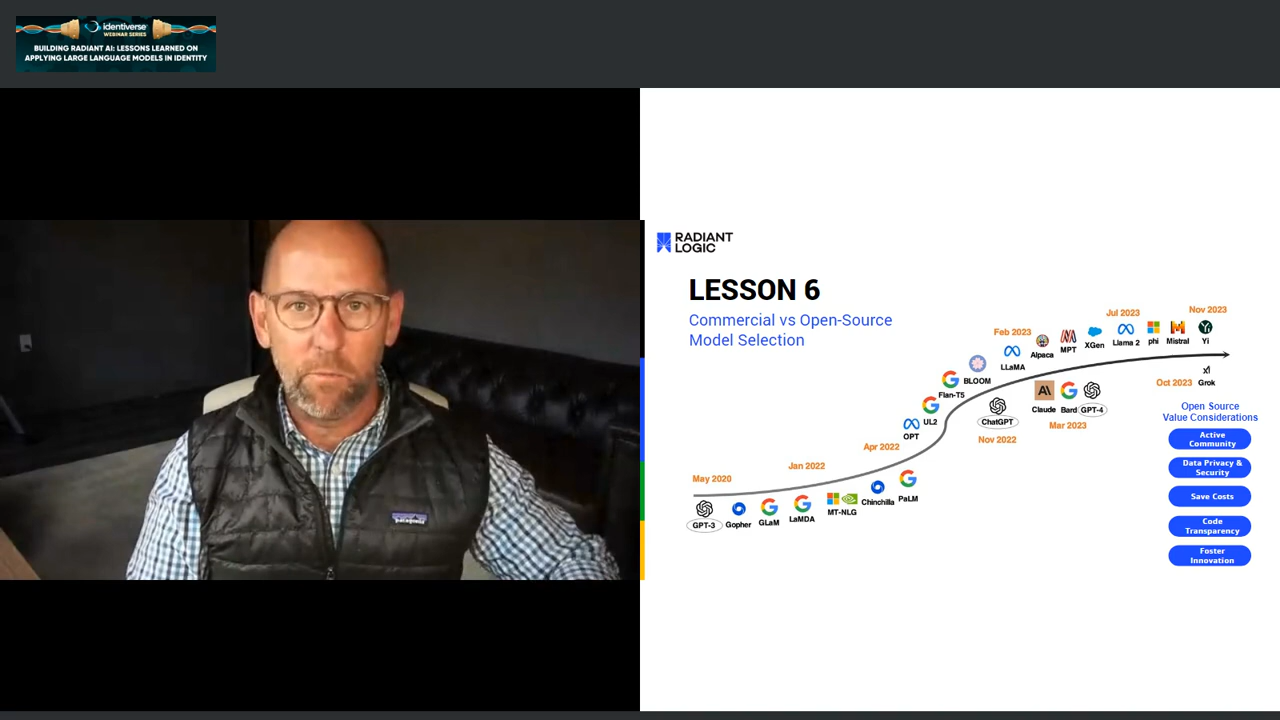 identiverse
WEBINAR SERIES
BUILDING RADIANT AI: LESSONS LEARNED ON
APPLYING LARGE LANGUAGE MODELS IN IDENTITY
patagonia
RADIANT
LOGIC
LESSON 6
Commercial vs Open-Source
Model Selection
May 2020
Jan 2022
Apr 2022
Feb 2023
Jul 2023
Nov 2023
OPT
UL2
Flan-T5
BLOOM
LLaMA
Alpaca
MPT
XGen
Llama 2
phi
Mistral
Yi
GPT-3
Gopher
GLaM
LaMDA
MT-NLG
Chinchilla
PaLM
ChatGPT
Nov 2022
Claude
Bard
GPT-4
Mar 2023
Oct 2023
xI
Grok
Open Source
Value Considerations
Active
Community
Data Privacy &
Security
Save Costs
Code
Transparency
Foster
Innovation